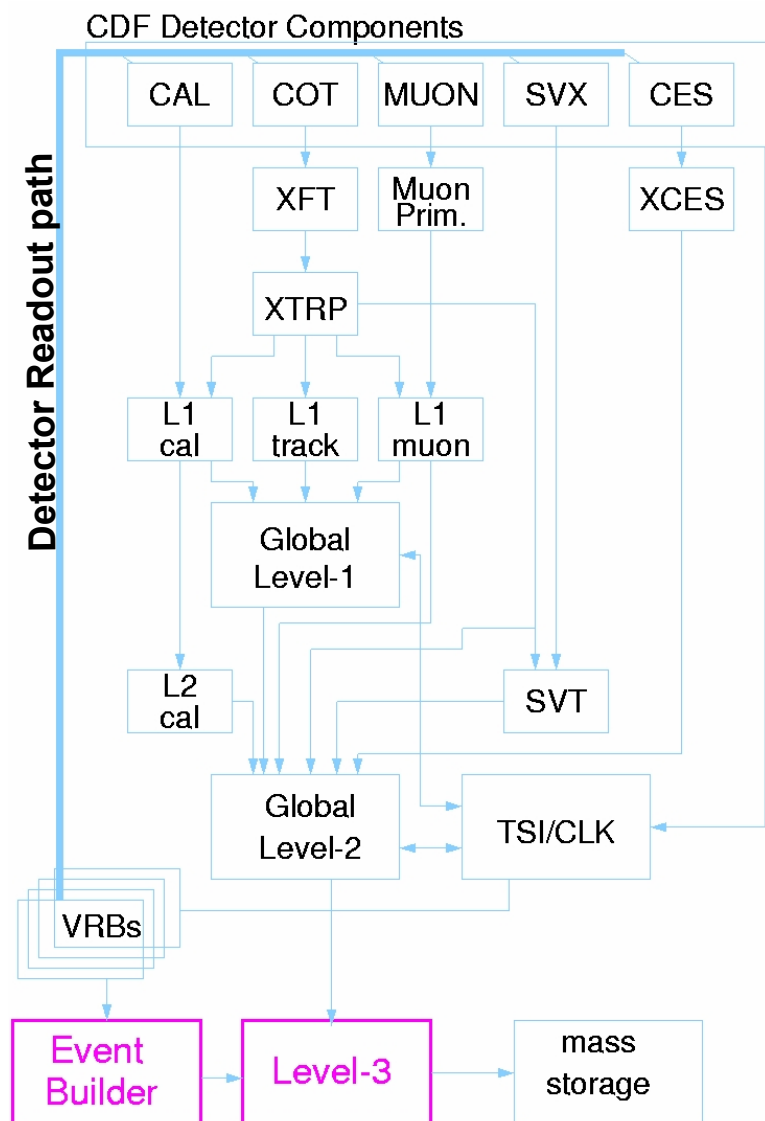 CDF Detector Components
CAL
COT
MUON
SVX
CES
Detector Readout path
XFT
Muon
Prim.
XCES
XTRP
L1
cal
L1
track
L1
muon
Global
Level-1
L2
cal
SVT
Global
Level-2
TSI/CLK
VRBs
Event
Builder
Level-3
mass
storage